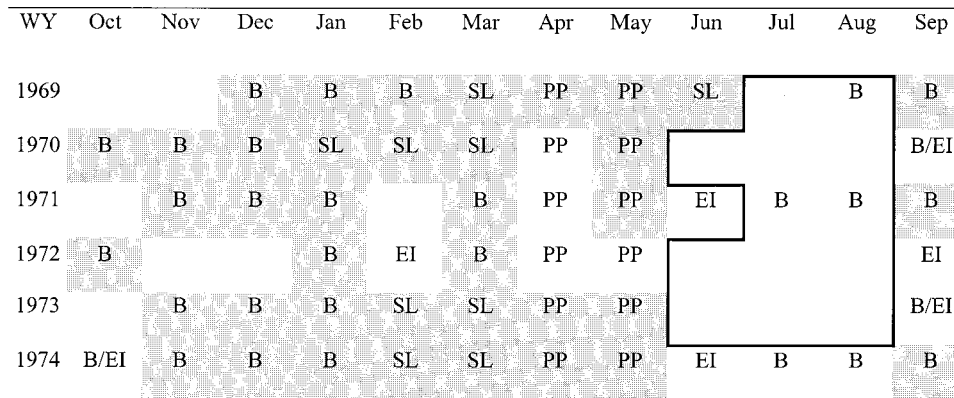 WY Oct Nov Dec Jan Feb Mar Apr May Jun Jul Aug Sep
1969 B B B SL PP PP SL B B
1970 B B B SL SL SL PP PP B/EI
1971 B B B B PP PP EI B B B
1972 B B EI B PP PP EI
1973 B B B SL SL PP PP B/EI
1974 B/EI B B B SL SL PP PP EI B B B